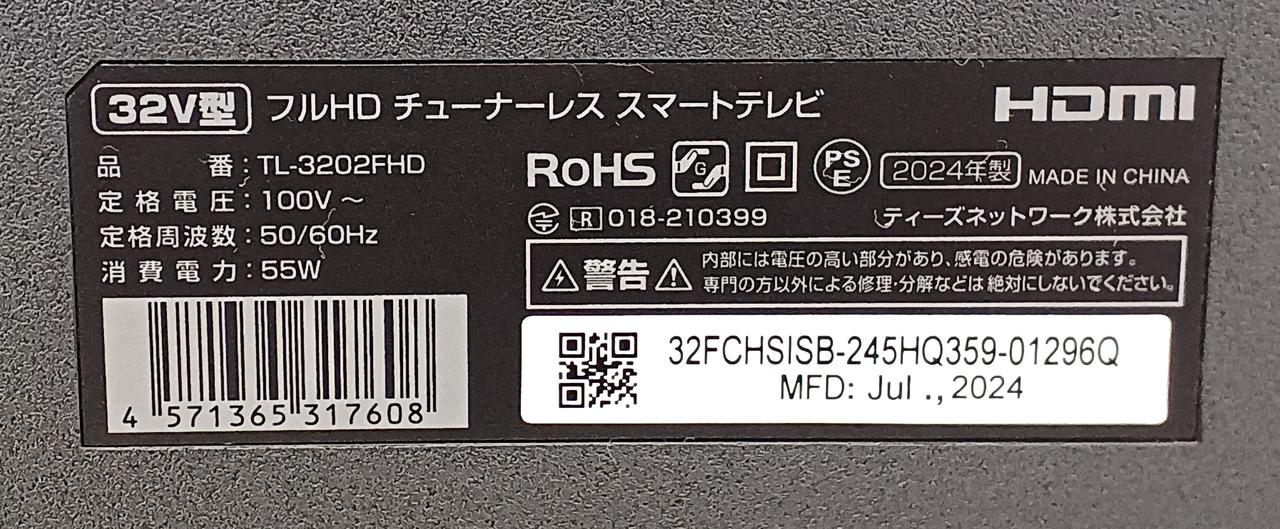 32V型 フルHD チューナーレス スマートテレビ
HDMI
品番：TL-3202FHD
定格電圧：100V～
定格周波数：50/60Hz
消費電力：55W
4 571365 317608
RoHS G PSE 2024年製 MADE IN CHINA
R 018-210399 ティーズネットワーク株式会社
警告
内部には電圧の高い部分があり、感電の危険があります。
専門の方以外による修理・分解などは絶対にしないでください。
32FCHSISB-245HQ359-01296Q
MFD: Jul ., 2024